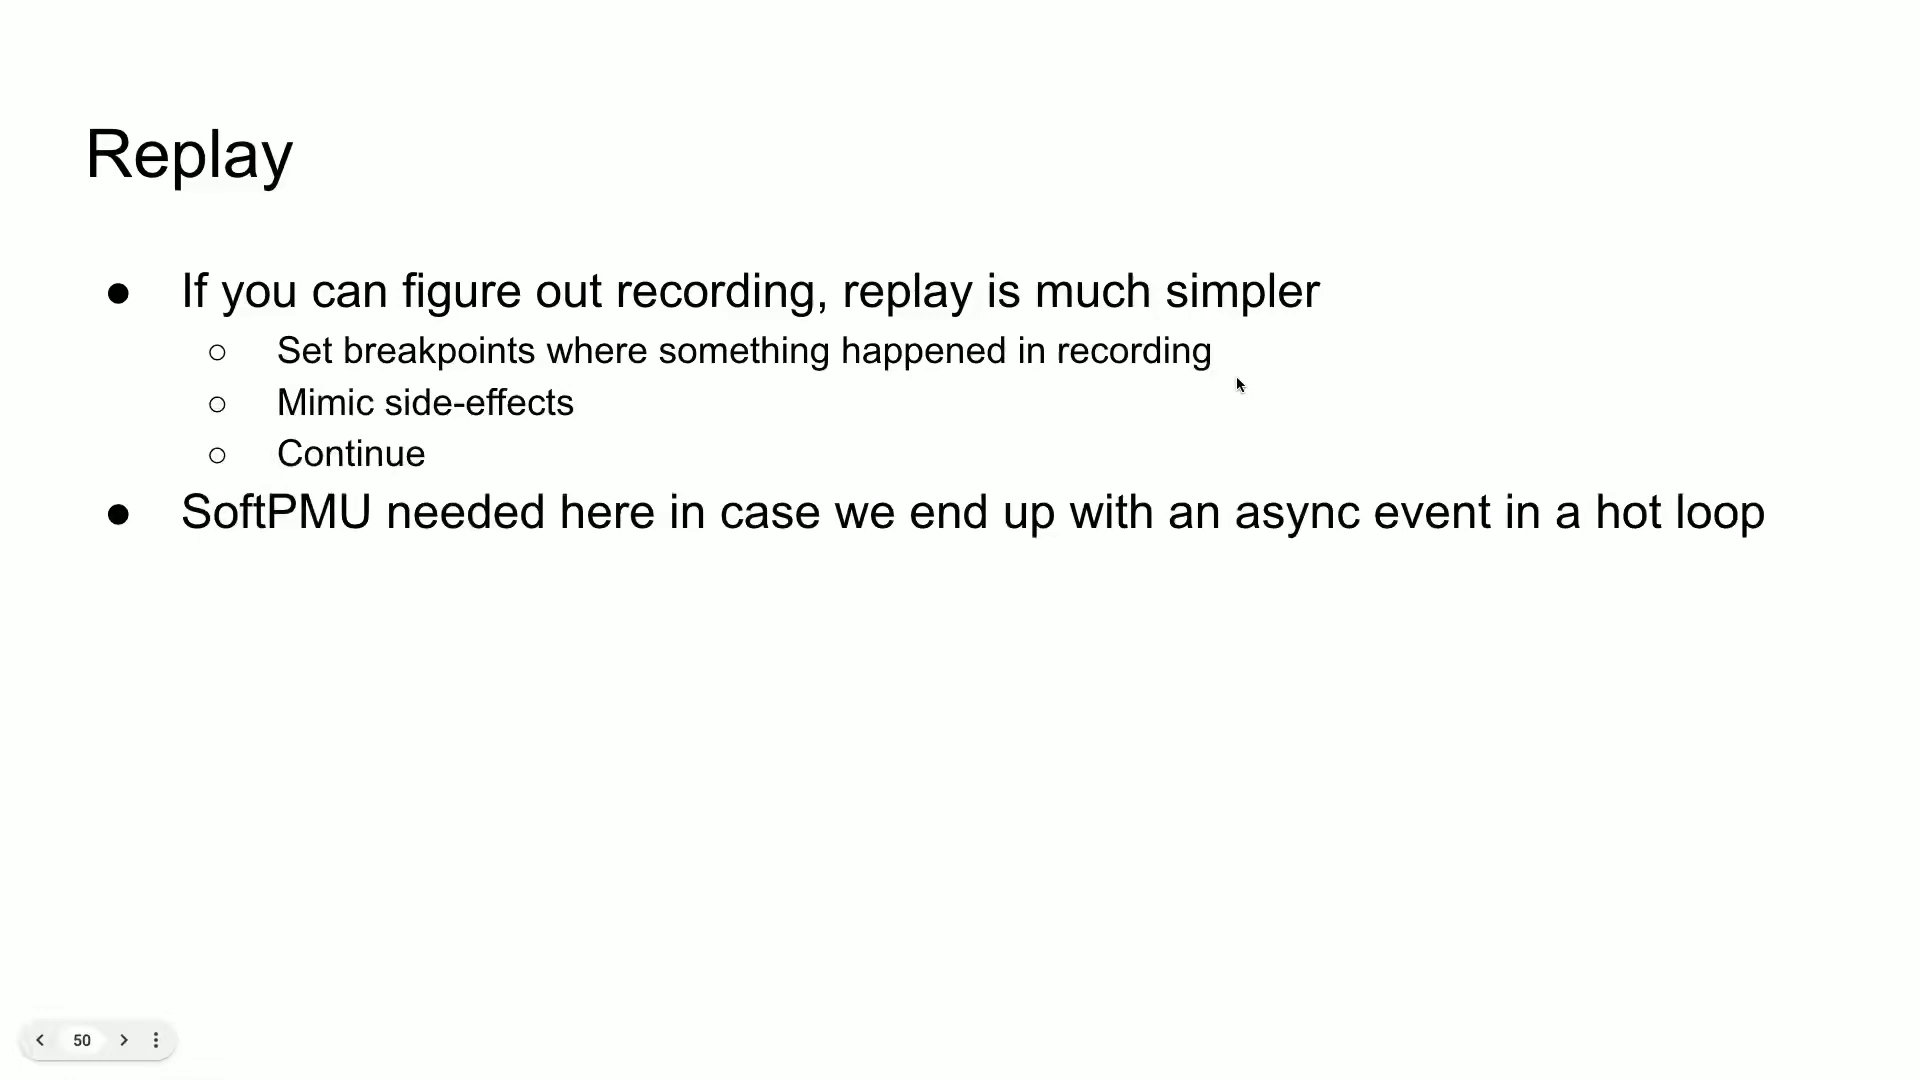 Replay
● If you can figure out recording, replay is much simpler
○ Set breakpoints where something happened in recording
○ Mimic side-effects
○ Continue
● SoftPMU needed here in case we end up with an async event in a hot loop
50